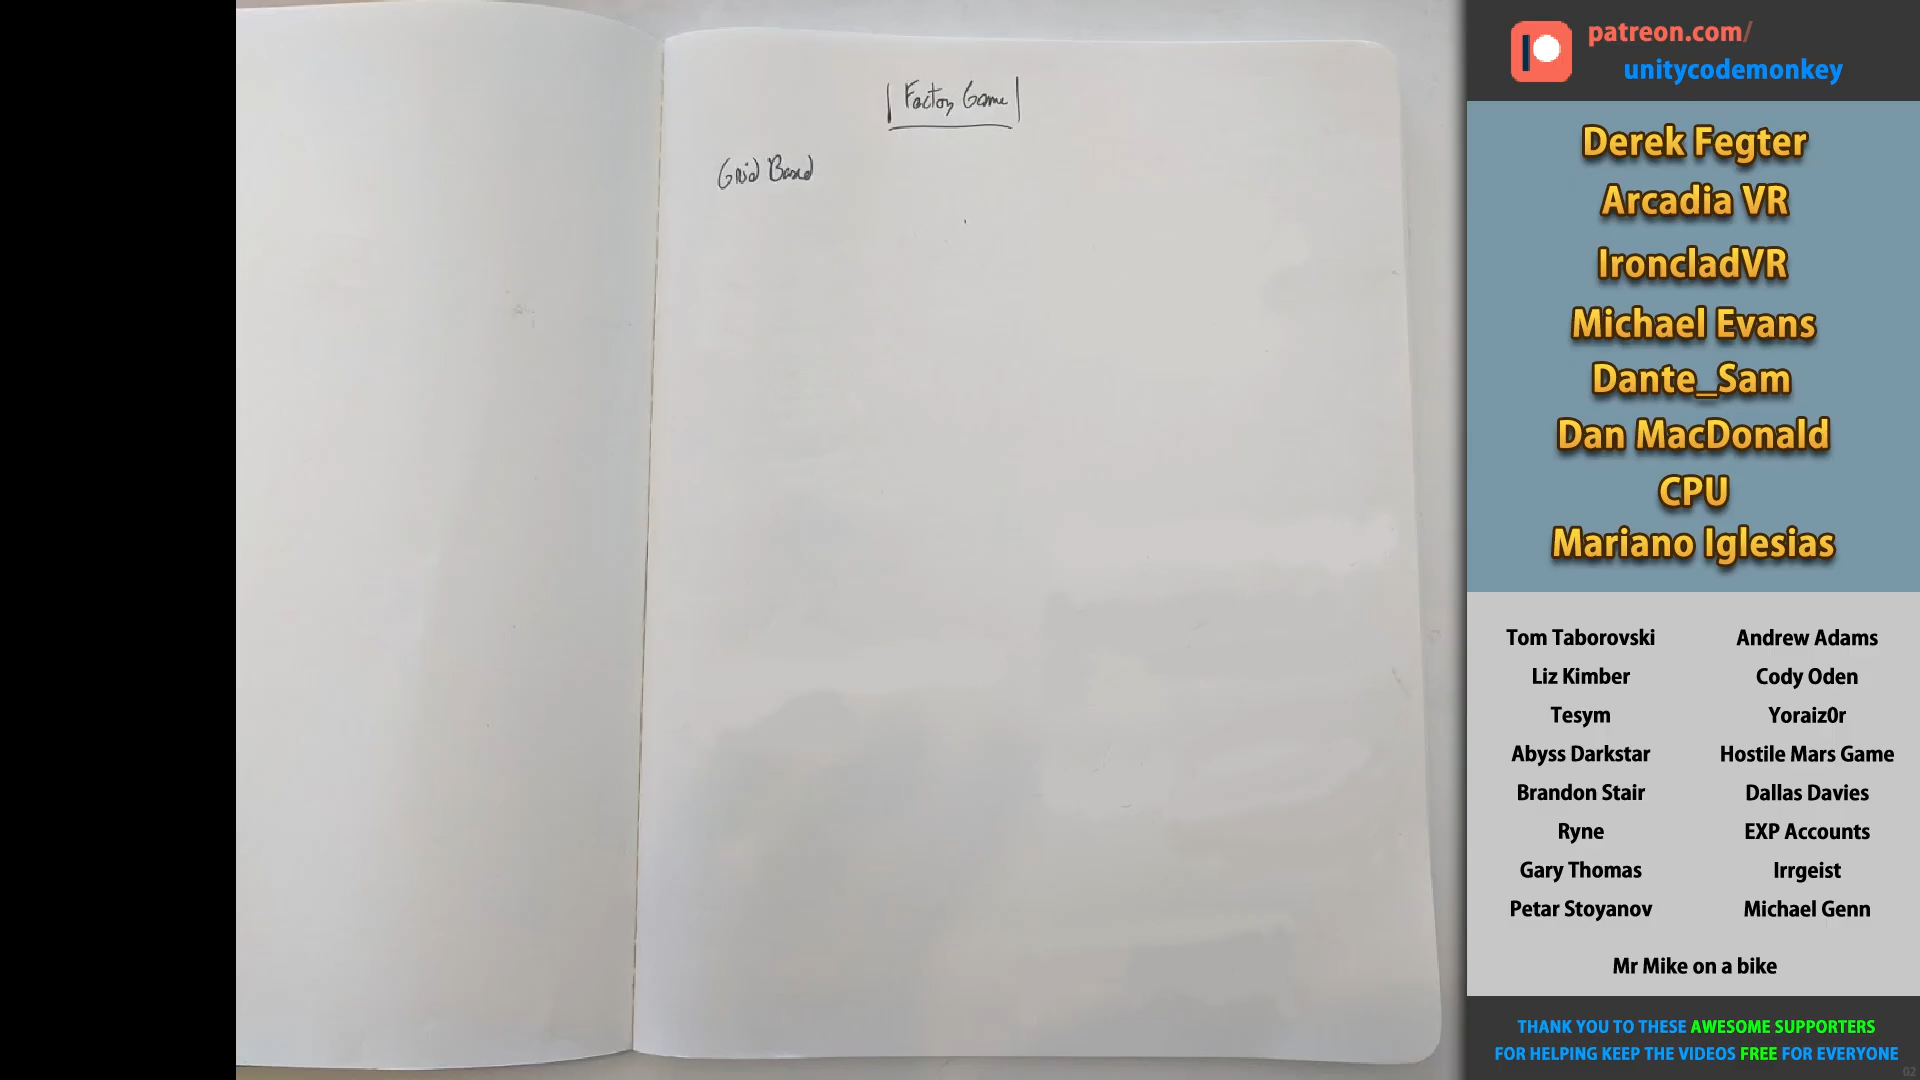 Factory Game
Grid Based
patreon.com/
unitycodemonkey
Derek Fegter
Arcadia VR
IroncladVR
Michael Evans
Dante_Sam
Dan MacDonald
CPU
Mariano Iglesias
Tom Taborovski
Andrew Adams
Liz Kimber
Cody Oden
Tesym
Yoraiz0r
Abyss Darkstar
Hostile Mars Game
Brandon Stair
Dallas Davies
Ryne
EXP Accounts
Gary Thomas
Irrgeist
Petar Stoyanov
Michael Genn
Mr Mike on a bike
THANK YOU TO THESE AWESOME SUPPORTERS
FOR HELPING KEEP THE VIDEOS FREE FOR EVERYONE
02